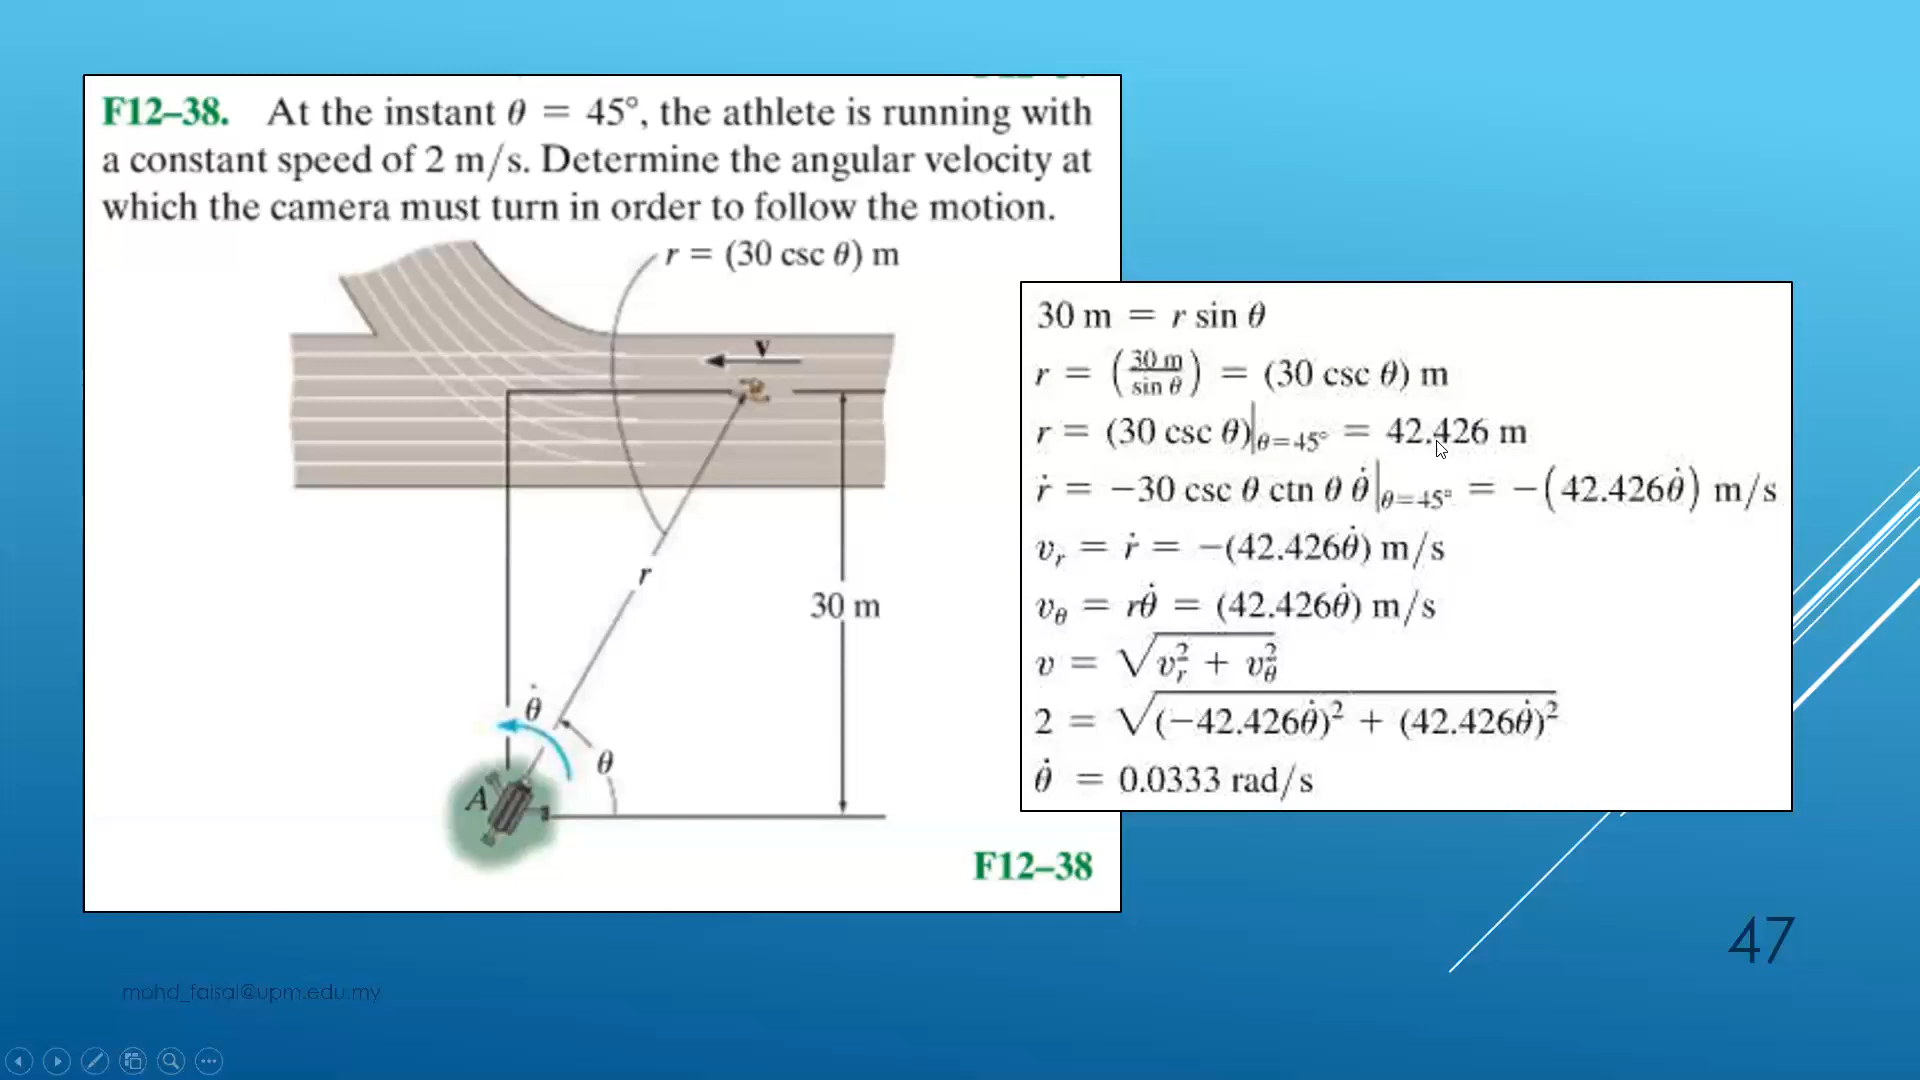 F12–38. At the instant θ = 45°, the athlete is running with
a constant speed of 2 m/s. Determine the angular velocity at
which the camera must turn in order to follow the motion.
r = (30 csc θ) m
v
r
30 m
θ̇
θ
A
F12–38
30 m = r sin θ
r = (30 m / sin θ) = (30 csc θ) m
r = (30 csc θ)|θ=45° = 42.426 m
ṙ = −30 csc θ ctn θ θ̇|θ=45° = −(42.426θ̇) m/s
vᵣ = ṙ = −(42.426θ̇) m/s
v_θ = rθ̇ = (42.426θ̇) m/s
v = √(vᵣ² + v_θ²)
2 = √((−42.426θ̇)² + (42.426θ̇)²)
θ̇ = 0.0333 rad/s
47
mohd_faisal@upm.edu.my